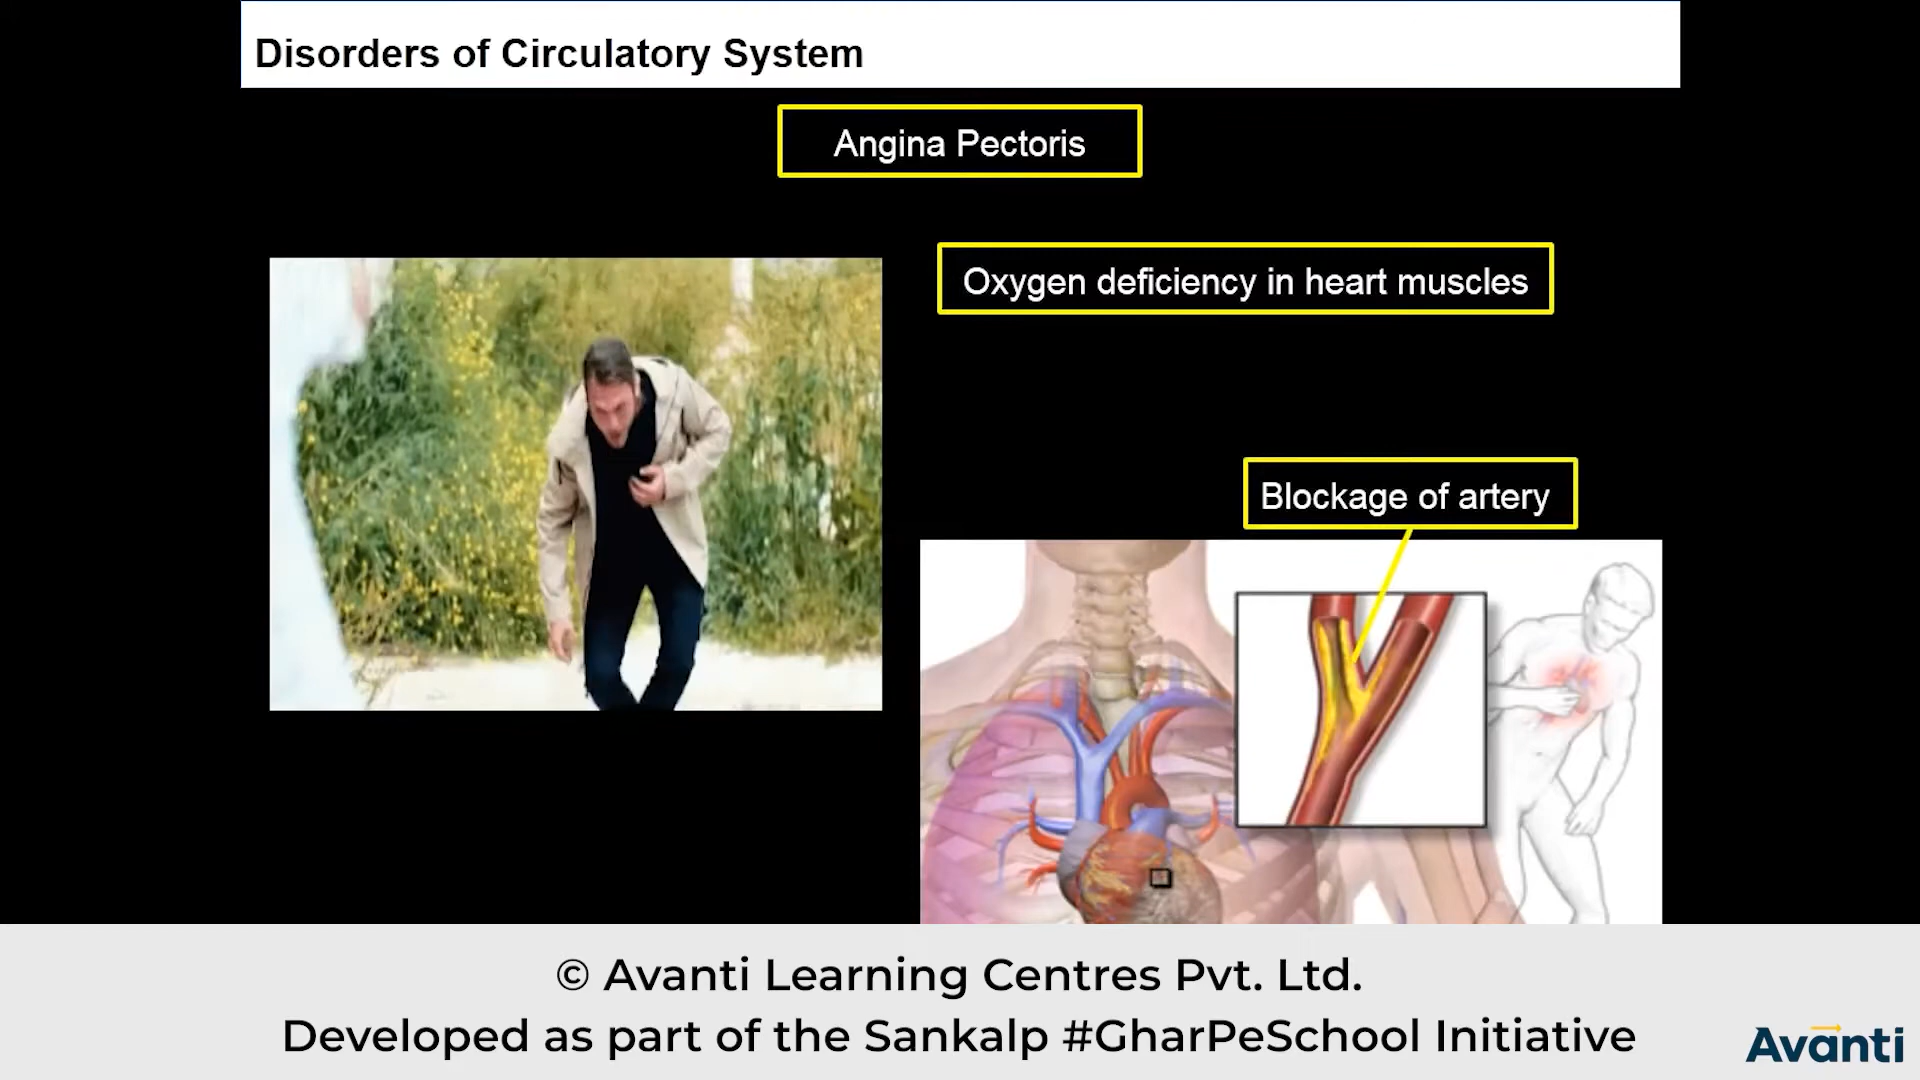 Disorders of Circulatory System
Angina Pectoris
Oxygen deficiency in heart muscles
Blockage of artery
© Avanti Learning Centres Pvt. Ltd.
Developed as part of the Sankalp #GharPeSchool Initiative
Avanti